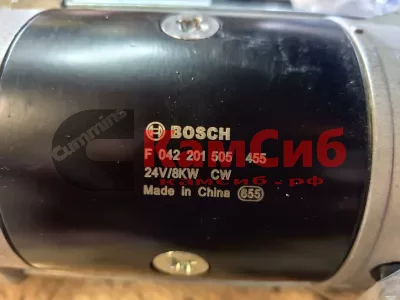 BOSCH
F 042 201 505 455
24V/8KW CW
Made in China 855
Cummins
КамСиб
камсиб.рф